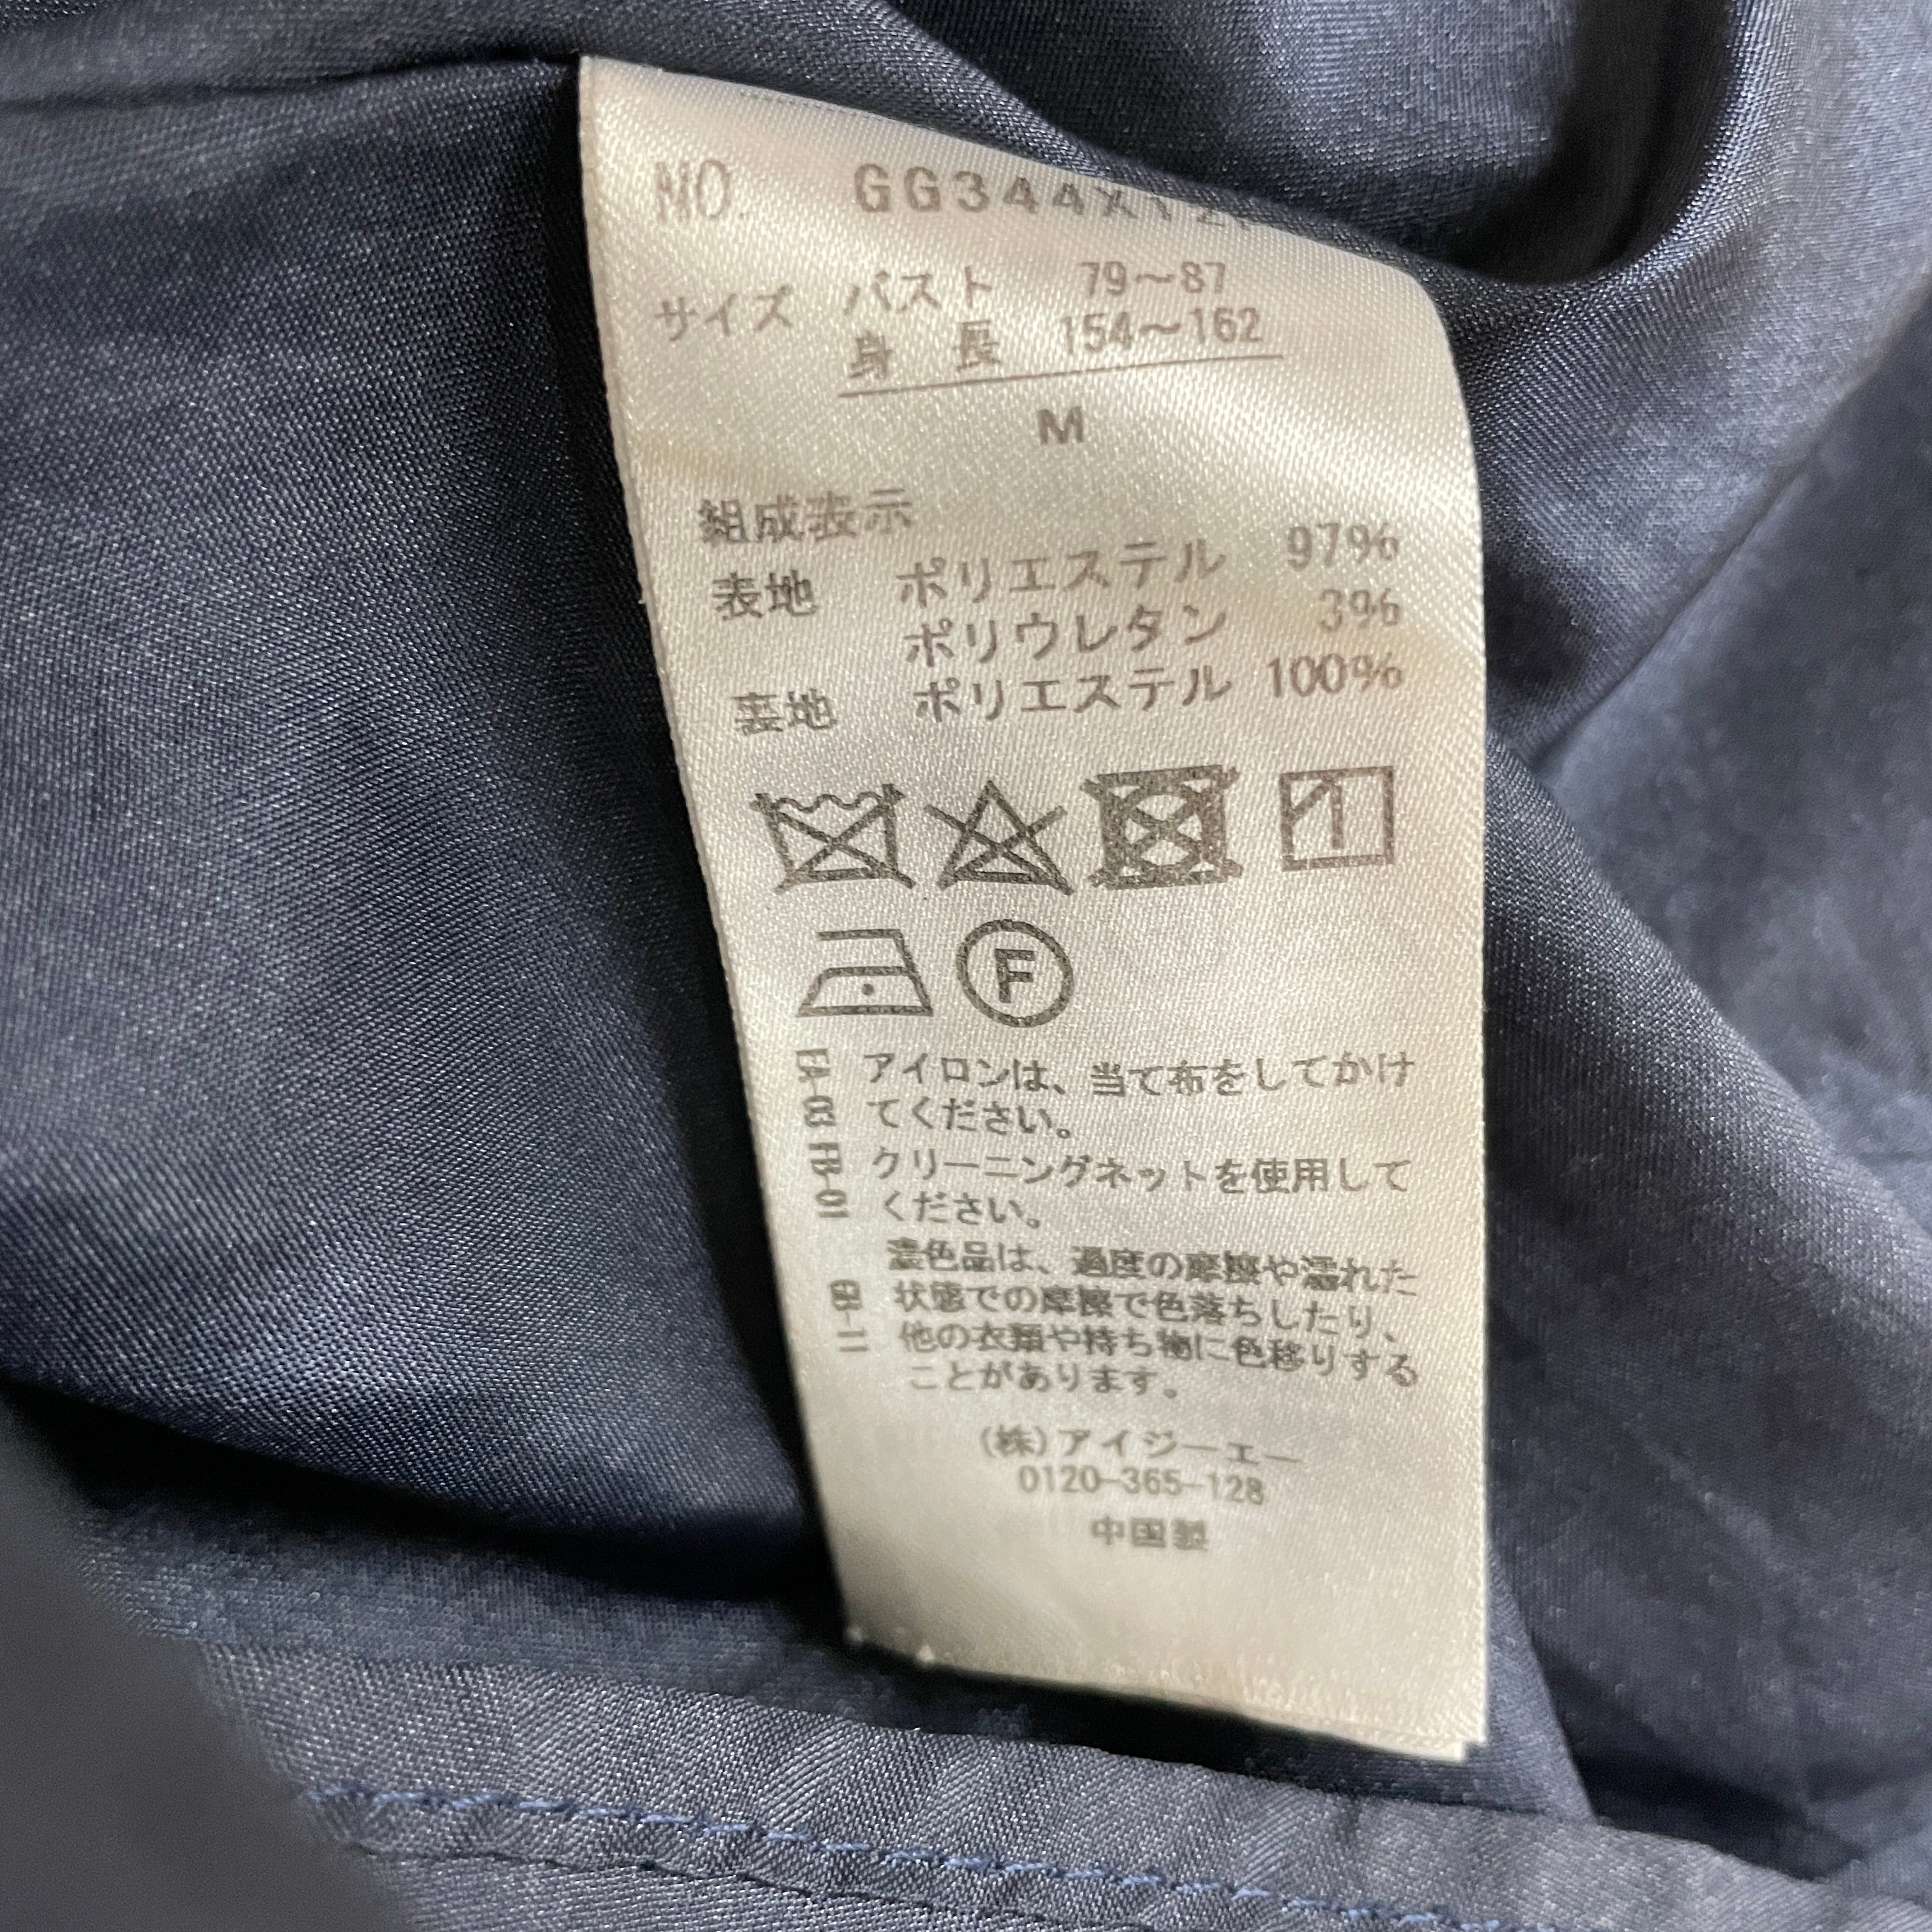 NO. GG344X
サイズ バスト 79～87
身長 154～162
M
組成表示
表地 ポリエステル 97%
ポリウレタン 3%
裏地 ポリエステル 100%
F
EA-03 アイロンは、当て布をしてかけ
てください。
FB-01 クリーニングネットを使用して
ください。
濃色品は、過度の摩擦や濡れた
状態での摩擦で色落ちしたり、
他の衣類や持ち物に色移りする
ことがあります。
(株)アイジーエー
0120-365-128
中国製